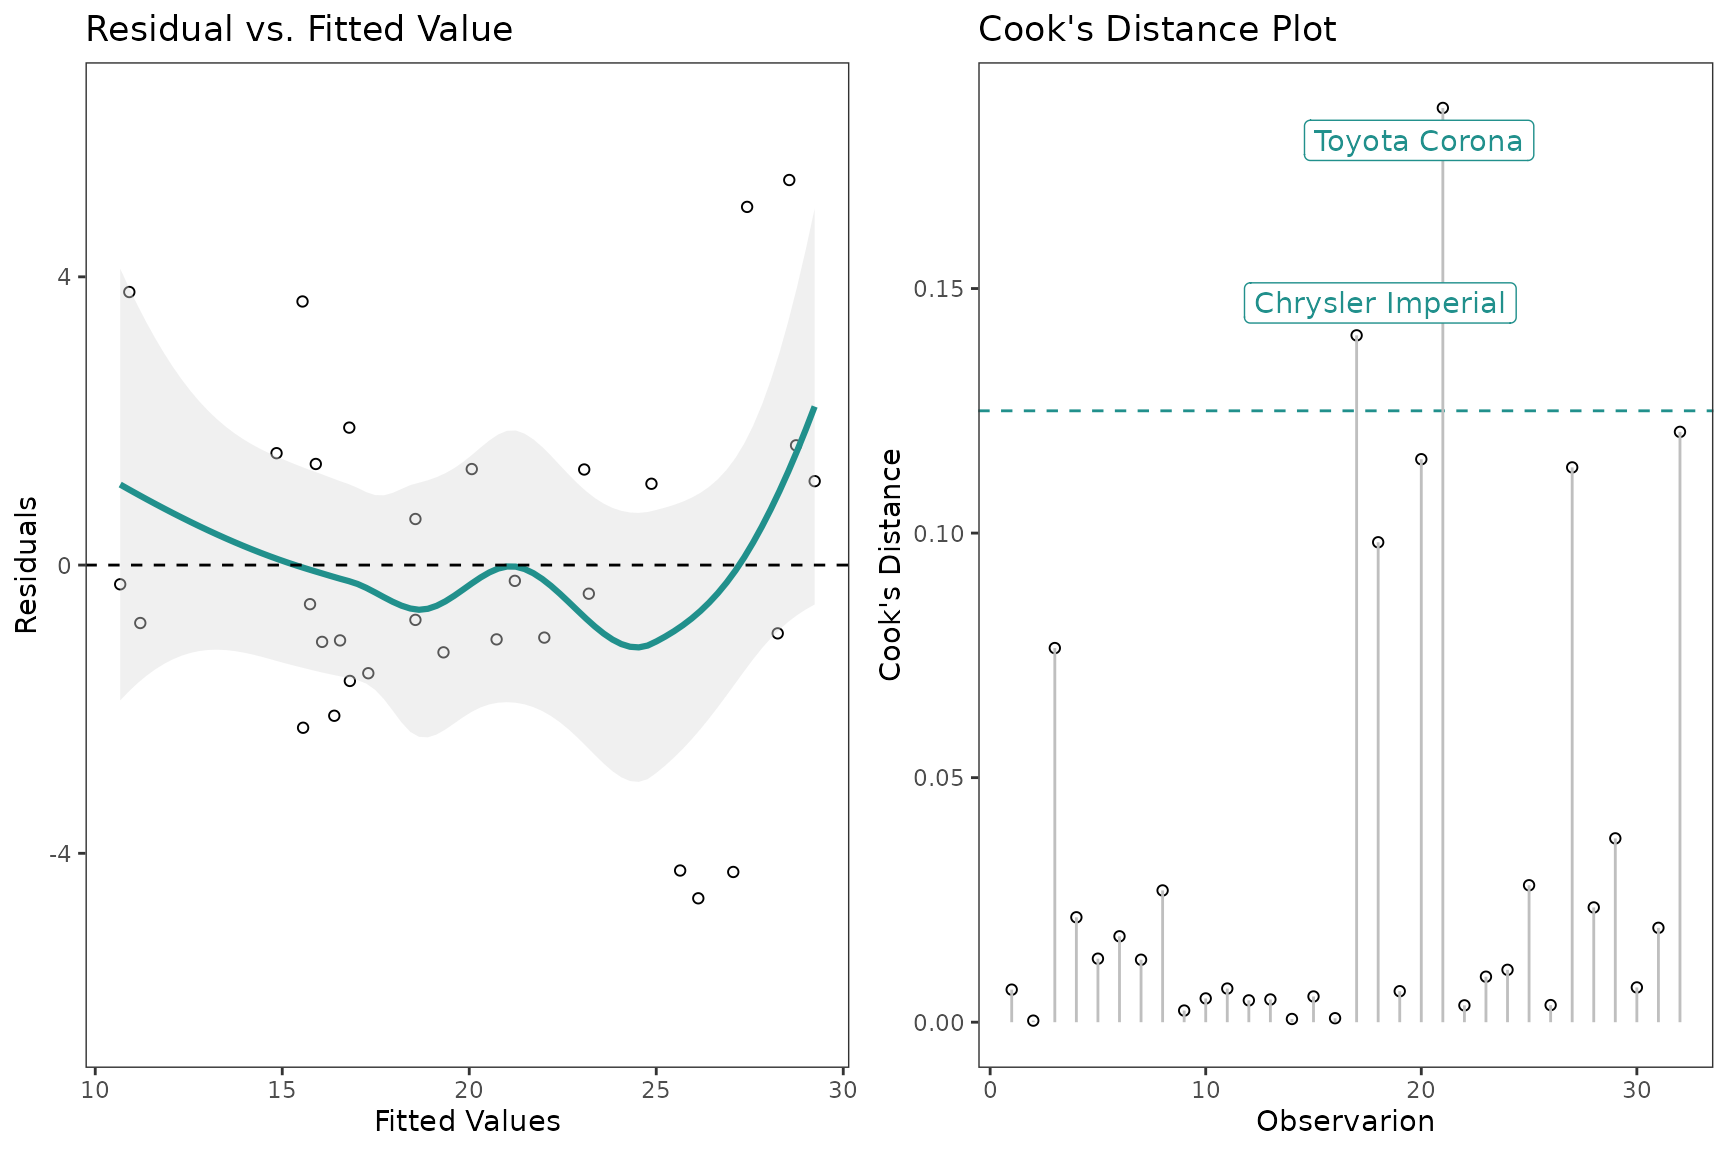 Residual vs. Fitted Value
4
0
-4
Residuals
10
15
20
25
30
Fitted Values
Cook's Distance Plot
Toyota Corona
Chrysler Imperial
0.15
0.10
0.05
0.00
Cook's Distance
0
10
20
30
Observarion